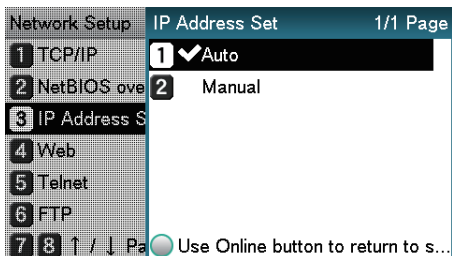 Network Setup
1 TCP/IP
2 NetBIOS ove
3 IP Address S
4 Web
5 Telnet
6 FTP
7 8 ↑ / ↓ Pa
IP Address Set 1/1 Page
1 ✔Auto
2 Manual
Use Online button to return to s...